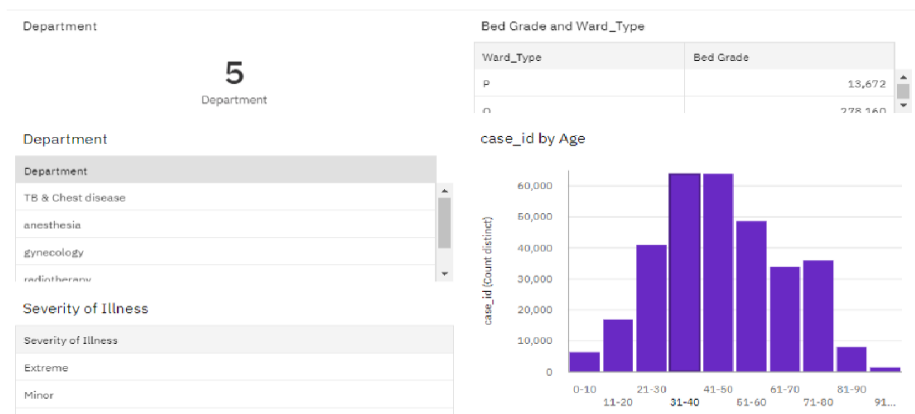 Department
5
Department
Department
Department
TB & Chest disease
anesthesia
gynecology
radiotherapy
Severity of Illness
Severity of Illness
Extreme
Minor
Bed Grade and Ward_Type
Ward_Type Bed Grade
P 13,672
Q 278,160
case_id by Age
case_id (Count distinct)
60,000
50,000
40,000
30,000
20,000
10,000
0
0-10 21-30 41-50 61-70 81-90
11-20 31-40 51-60 71-80 91...